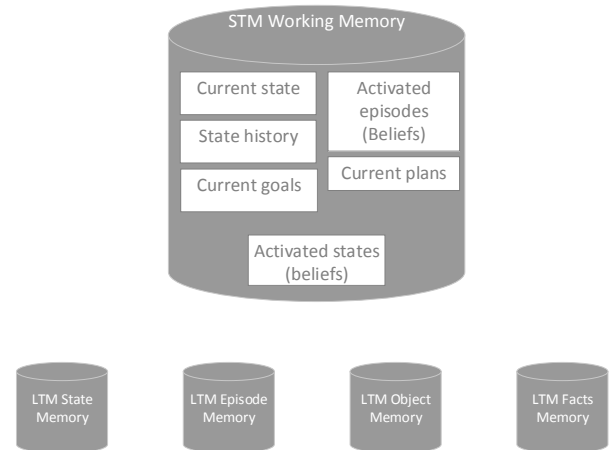 STM Working Memory
Current state
State history
Current goals
Activated
episodes
(Beliefs)
Current plans
Activated states
(beliefs)
LTM State
Memory
LTM Episode
Memory
LTM Object
Memory
LTM Facts
Memory